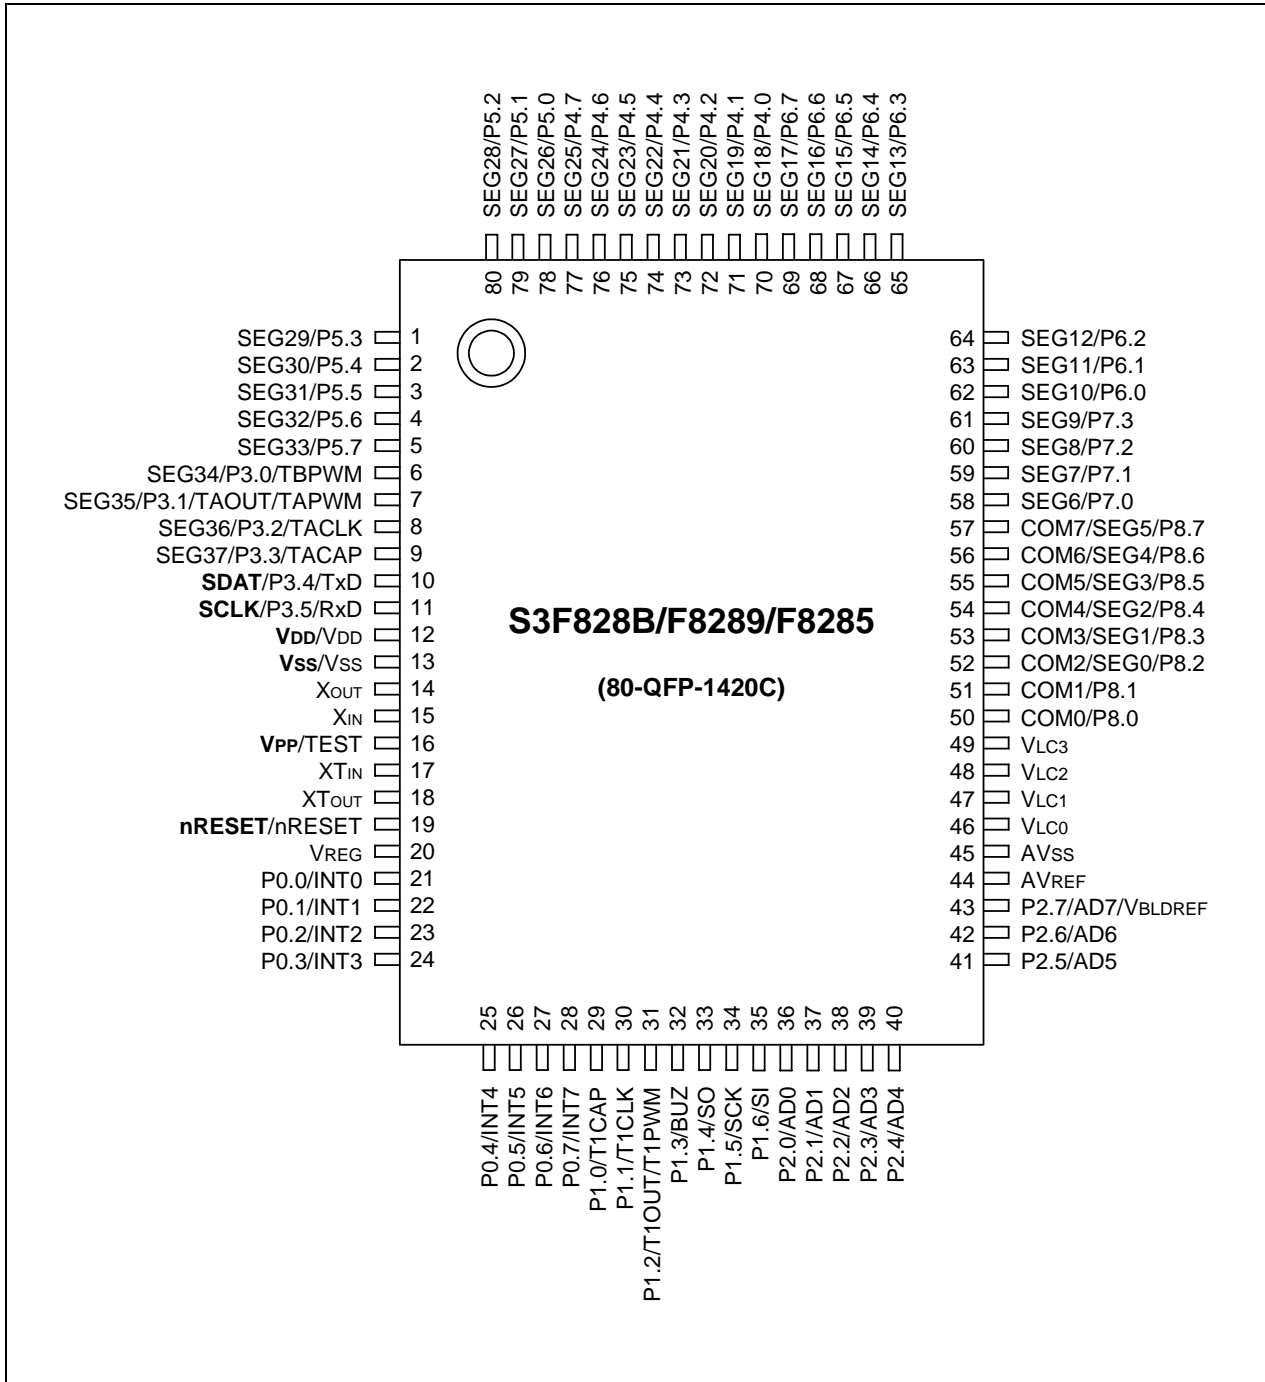 SEG28/P5.2
SEG27/P5.1
SEG26/P5.0
SEG25/P4.7
SEG24/P4.6
SEG23/P4.5
SEG22/P4.4
SEG21/P4.3
SEG20/P4.2
SEG19/P4.1
SEG18/P4.0
SEG17/P6.7
SEG16/P6.6
SEG15/P6.5
SEG14/P6.4
SEG13/P6.3
80
79
78
77
76
75
74
73
72
71
70
69
68
67
66
65
SEG29/P5.3 1
SEG30/P5.4 2
SEG31/P5.5 3
SEG32/P5.6 4
SEG33/P5.7 5
SEG34/P3.0/TBPWM 6
SEG35/P3.1/TAOUT/TAPWM 7
SEG36/P3.2/TACLK 8
SEG37/P3.3/TACAP 9
SDAT/P3.4/TxD 10
SCLK/P3.5/RxD 11
VDD/VDD 12
VSS/VSS 13
XOUT 14
XIN 15
VPP/TEST 16
XTIN 17
XTOUT 18
nRESET/nRESET 19
VREG 20
P0.0/INT0 21
P0.1/INT1 22
P0.2/INT2 23
P0.3/INT3 24
S3F828B/F8289/F8285
(80-QFP-1420C)
64 SEG12/P6.2
63 SEG11/P6.1
62 SEG10/P6.0
61 SEG9/P7.3
60 SEG8/P7.2
59 SEG7/P7.1
58 SEG6/P7.0
57 COM7/SEG5/P8.7
56 COM6/SEG4/P8.6
55 COM5/SEG3/P8.5
54 COM4/SEG2/P8.4
53 COM3/SEG1/P8.3
52 COM2/SEG0/P8.2
51 COM1/P8.1
50 COM0/P8.0
49 VLC3
48 VLC2
47 VLC1
46 VLC0
45 AVSS
44 AVREF
43 P2.7/AD7/VBLDREF
42 P2.6/AD6
41 P2.5/AD5
25
26
27
28
29
30
31
32
33
34
35
36
37
38
39
40
P0.4/INT4
P0.5/INT5
P0.6/INT6
P0.7/INT7
P1.0/T1CAP
P1.1/T1CLK
P1.2/T1OUT/T1PWM
P1.3/BUZ
P1.4/SO
P1.5/SCK
P1.6/SI
P2.0/AD0
P2.1/AD1
P2.2/AD2
P2.3/AD3
P2.4/AD4